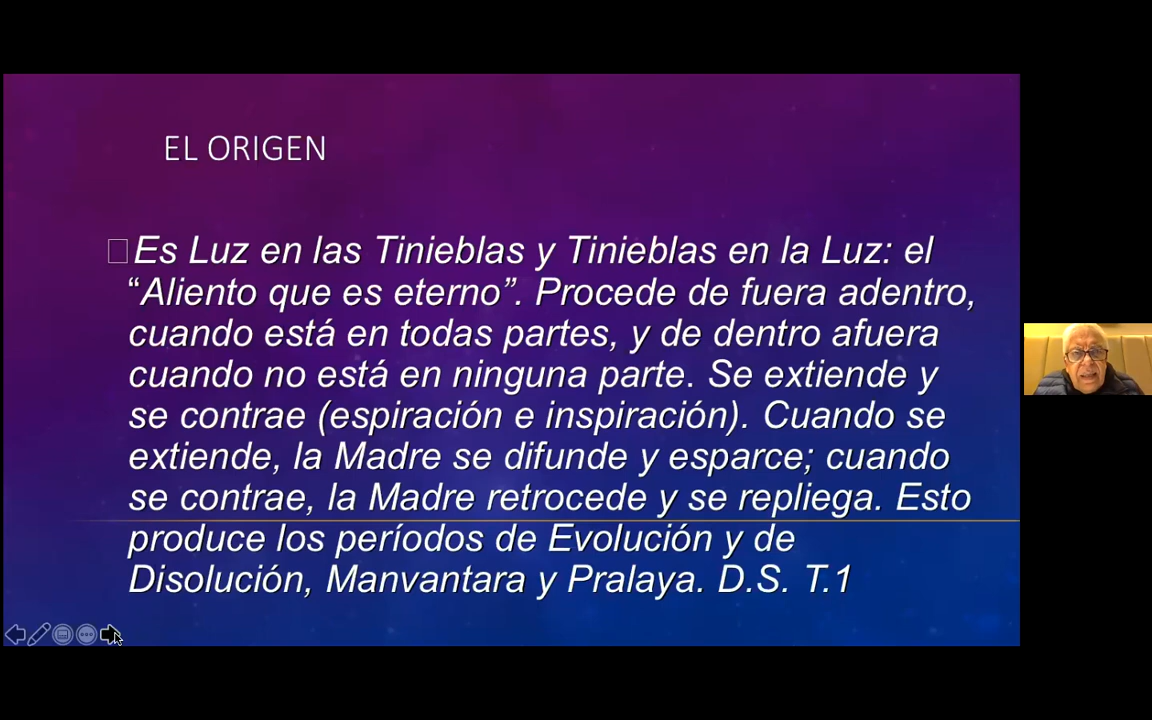 EL ORIGEN
Es Luz en las Tinieblas y Tinieblas en la Luz: el
“Aliento que es eterno”. Procede de fuera adentro,
cuando está en todas partes, y de dentro afuera
cuando no está en ninguna parte. Se extiende y
se contrae (espiración e inspiración). Cuando se
extiende, la Madre se difunde y esparce; cuando
se contrae, la Madre retrocede y se repliega. Esto
produce los períodos de Evolución y de
Disolución, Manvantara y Pralaya. D.S. T.1